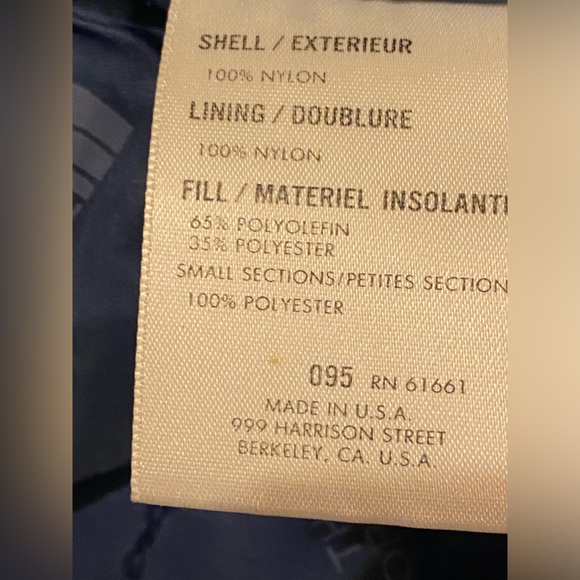 SHELL / EXTERIEUR
100% NYLON
LINING / DOUBLURE
100% NYLON
FILL / MATERIEL INSOLANT
65% POLYOLEFIN
35% POLYESTER
SMALL SECTIONS/PETITES SECTION
100% POLYESTER
095 RN 61661
MADE IN U.S.A.
999 HARRISON STREET
BERKELEY, CA. U.S.A.